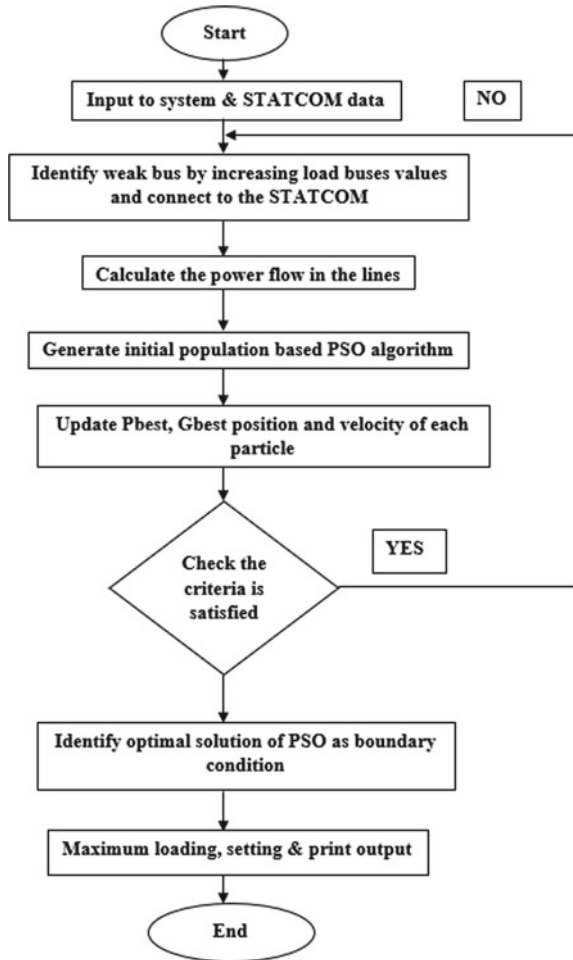 Start
Input to system & STATCOM data
NO
Identify weak bus by increasing load buses values
and connect to the STATCOM
Calculate the power flow in the lines
Generate initial population based PSO algorithm
Update Pbest, Gbest position and velocity of each
particle
Check the
criteria is
satisfied
YES
Identify optimal solution of PSO as boundary
condition
Maximum loading, setting & print output
End